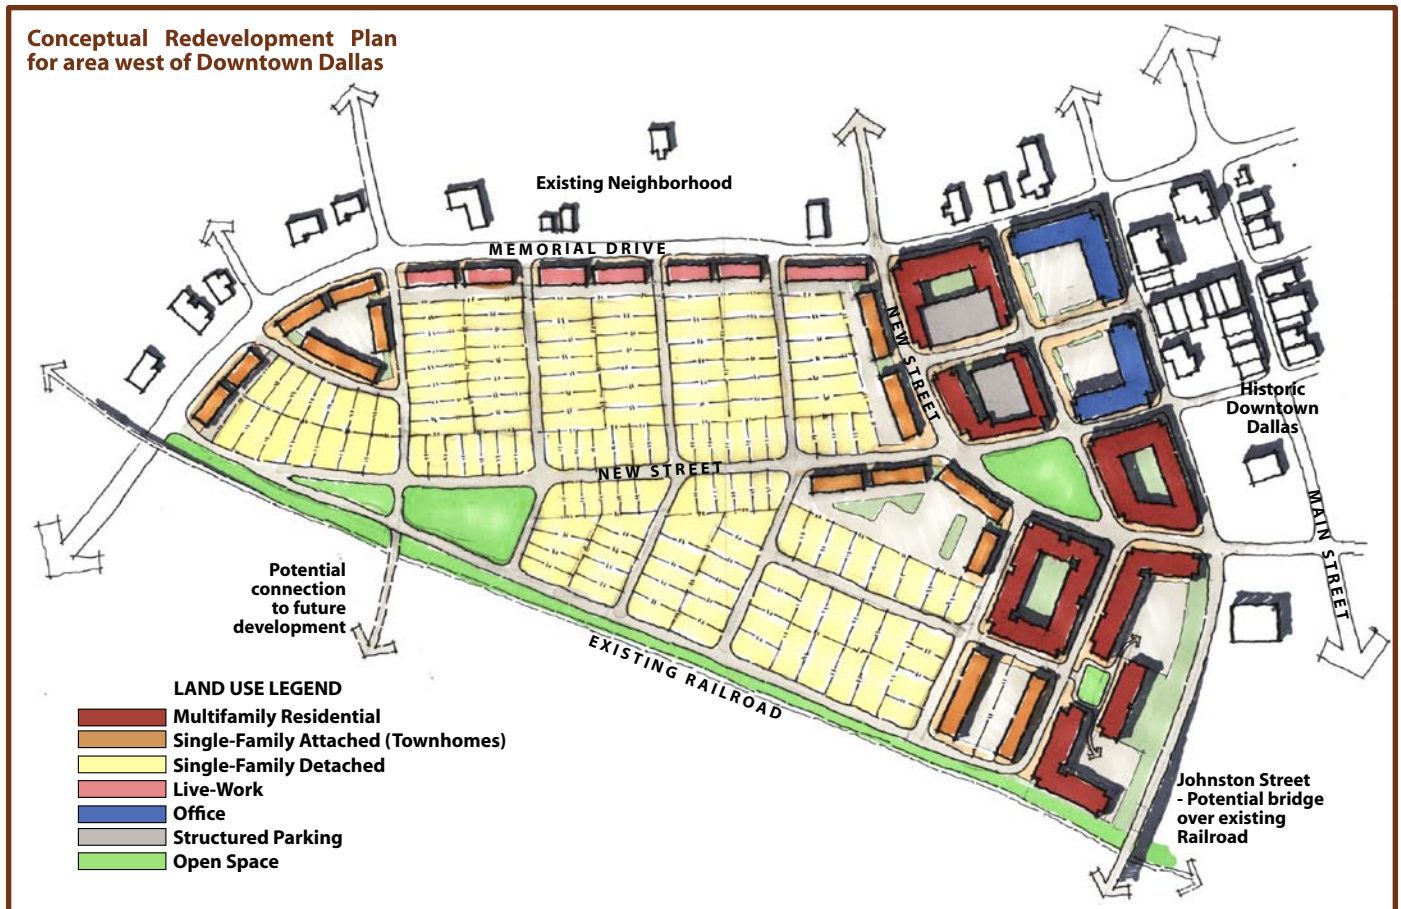 Conceptual Redevelopment Plan
for area west of Downtown Dallas
Existing Neighborhood
MEMORIAL DRIVE
NEW STREET
Historic
Downtown
Dallas
NEW STREET
MAIN STREET
Potential
connection
to future
development
EXISTING RAILROAD
Johnston Street
- Potential bridge
over existing
Railroad
LAND USE LEGEND
Multifamily Residential
Single-Family Attached (Townhomes)
Single-Family Detached
Live-Work
Office
Structured Parking
Open Space